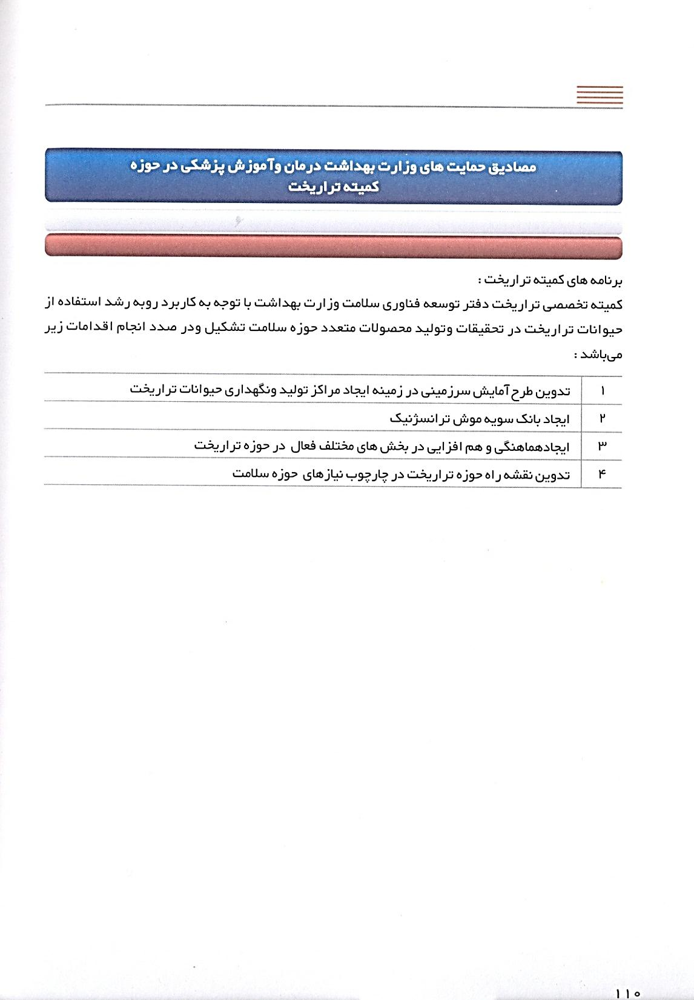 مصادیق حمایت های وزارت بهداشت درمان وآموزش پزشکی در حوزه
کمیته تراریخت
برنامه های کمیته تراریخت :
کمیته تخصصی تراریخت دفتر توسعه فناوری سلامت وزارت بهداشت با توجه به کاربرد روبه رشد استفاده از
حیوانات تراریخت در تحقیقات وتولید محصولات متعدد حوزه سلامت تشکیل ودر صدد انجام اقدامات زیر
می‌باشد :
۱ تدوین طرح آمایش سرزمینی در زمینه ایجاد مراکز تولید ونگهداری حیوانات تراریخت
۲ ایجاد بانک سویه موش ترانسژنیک
۳ ایجادهماهنگی و هم افزایی در بخش های مختلف فعال در حوزه تراریخت
۴ تدوین نقشه راه حوزه تراریخت در چارچوب نیازهای حوزه سلامت
۱۱۰